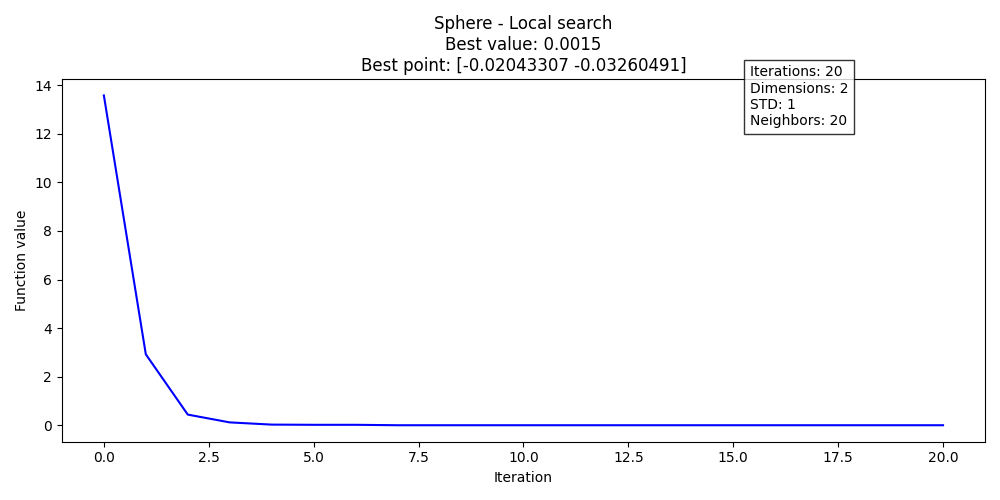 Sphere - Local search
Best value: 0.0015
Best point: [-0.02043307 -0.03260491]
Iterations: 20
Dimensions: 2
STD: 1
Neighbors: 20
14
12
10
8
6
4
2
0
Function value
0.0 2.5 5.0 7.5 10.0 12.5 15.0 17.5 20.0
Iteration